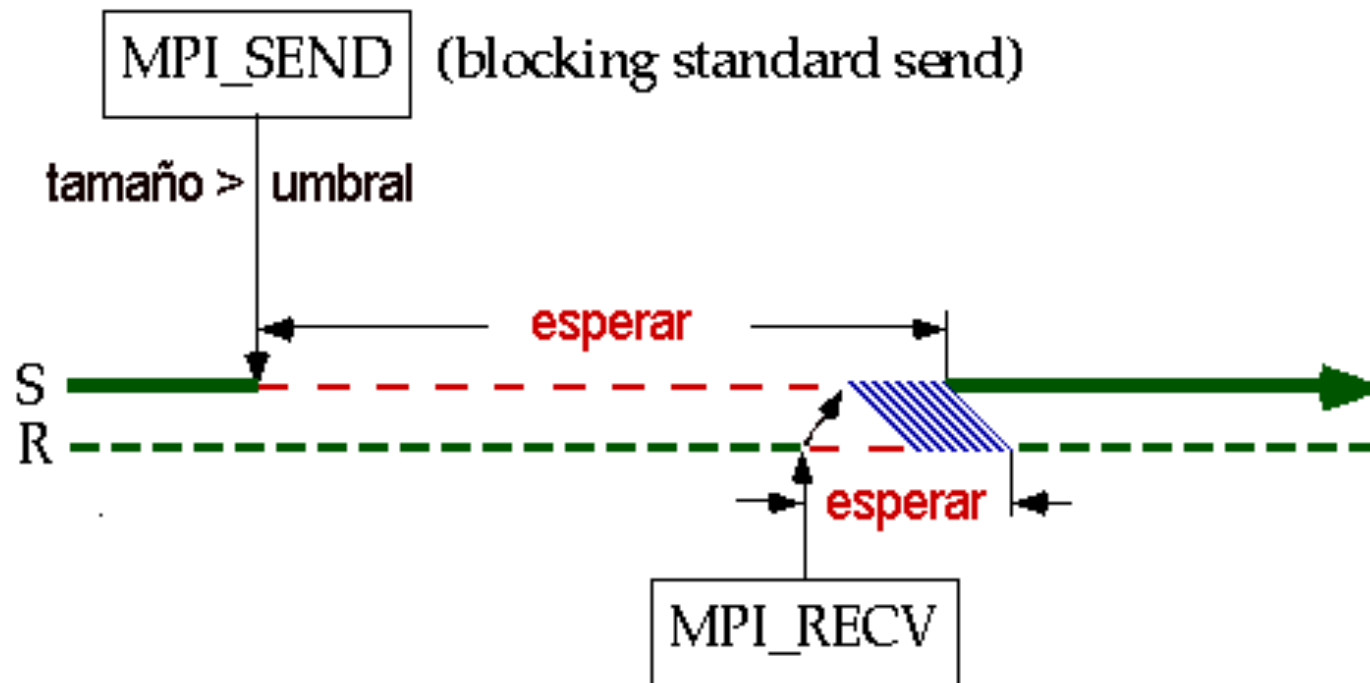 MPI_SEND (blocking standard send)
tamaño > umbral
esperar
S
R
esperar
MPI_RECV